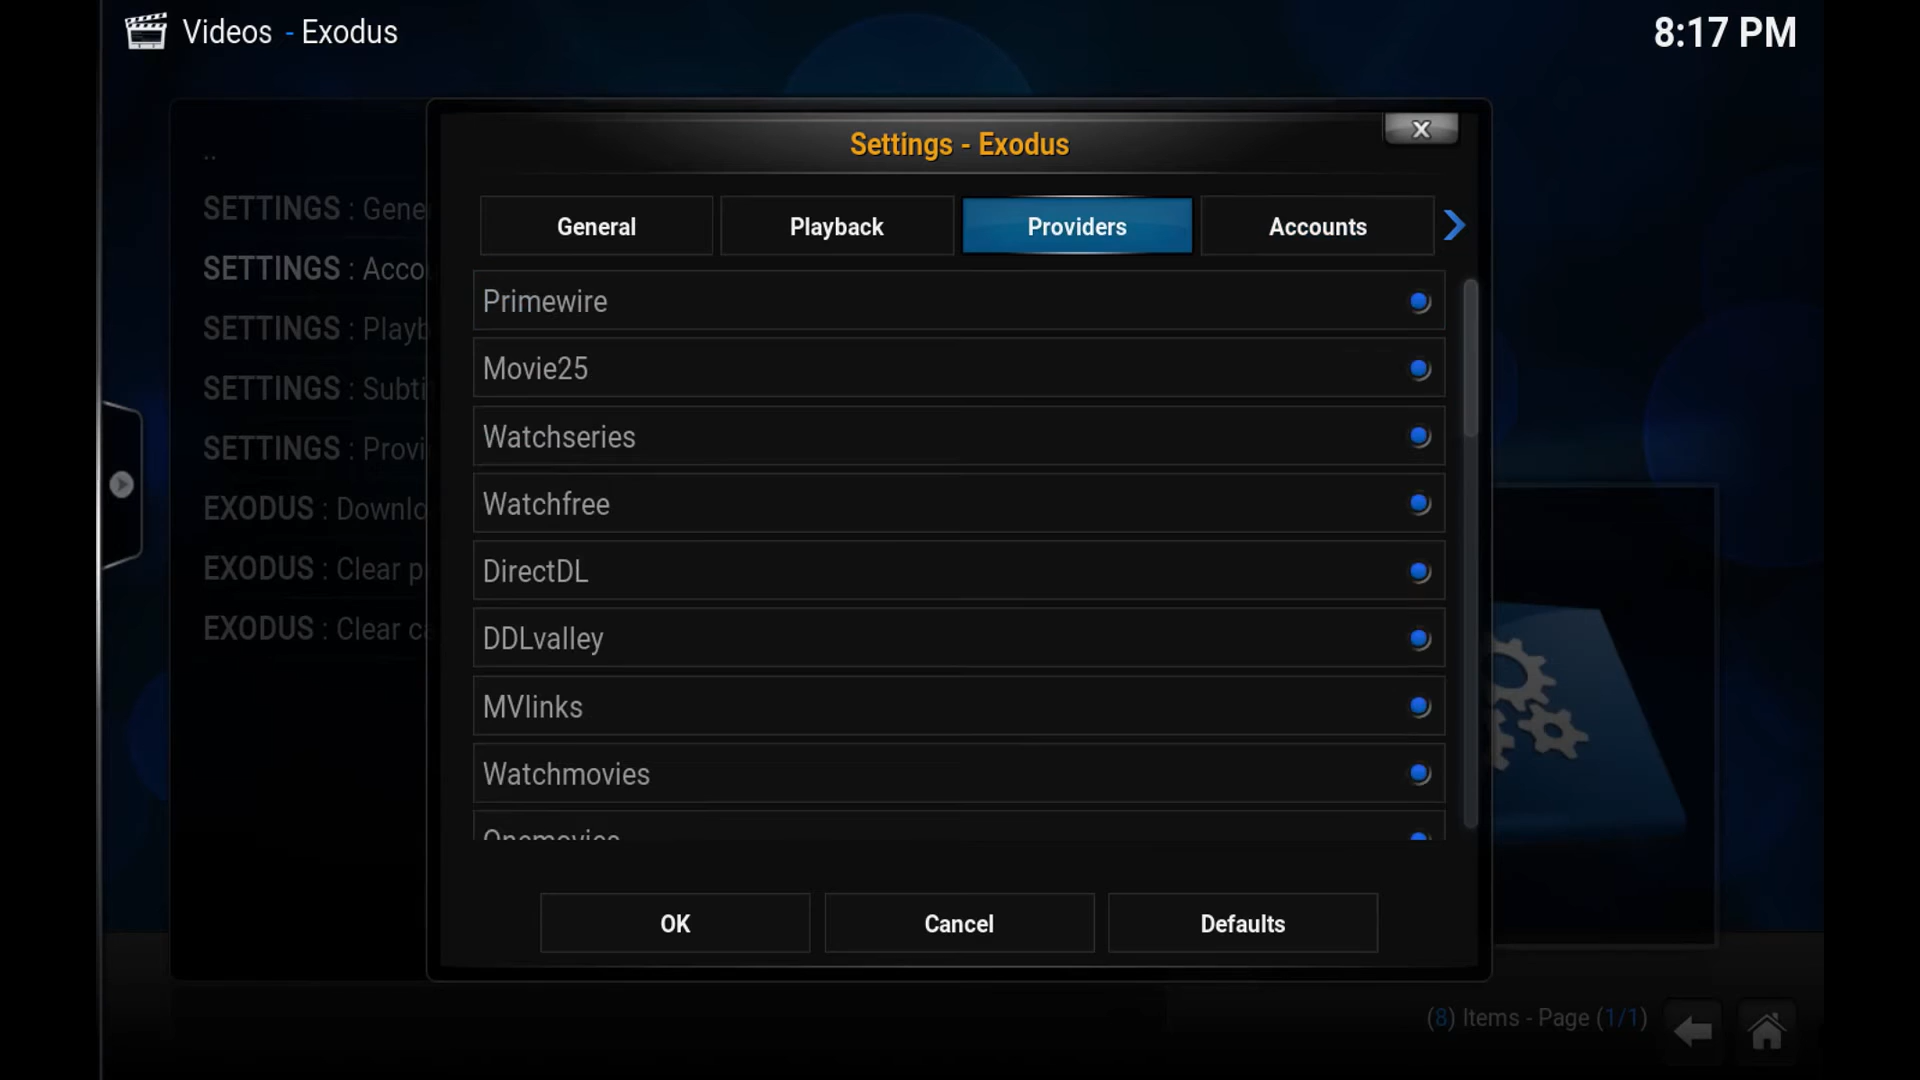 Videos - Exodus
8:17 PM
Settings - Exodus
X
General
Playback
Providers
Accounts
..
SETTINGS : Gene
SETTINGS : Acco
SETTINGS : Playb
SETTINGS : Subti
SETTINGS : Provi
EXODUS : Downlo
EXODUS : Clear p
EXODUS : Clear ca
Primewire
Movie25
Watchseries
Watchfree
DirectDL
DDLvalley
MVlinks
Watchmovies
Onemovies
OK
Cancel
Defaults
(8) Items - Page (1/1)